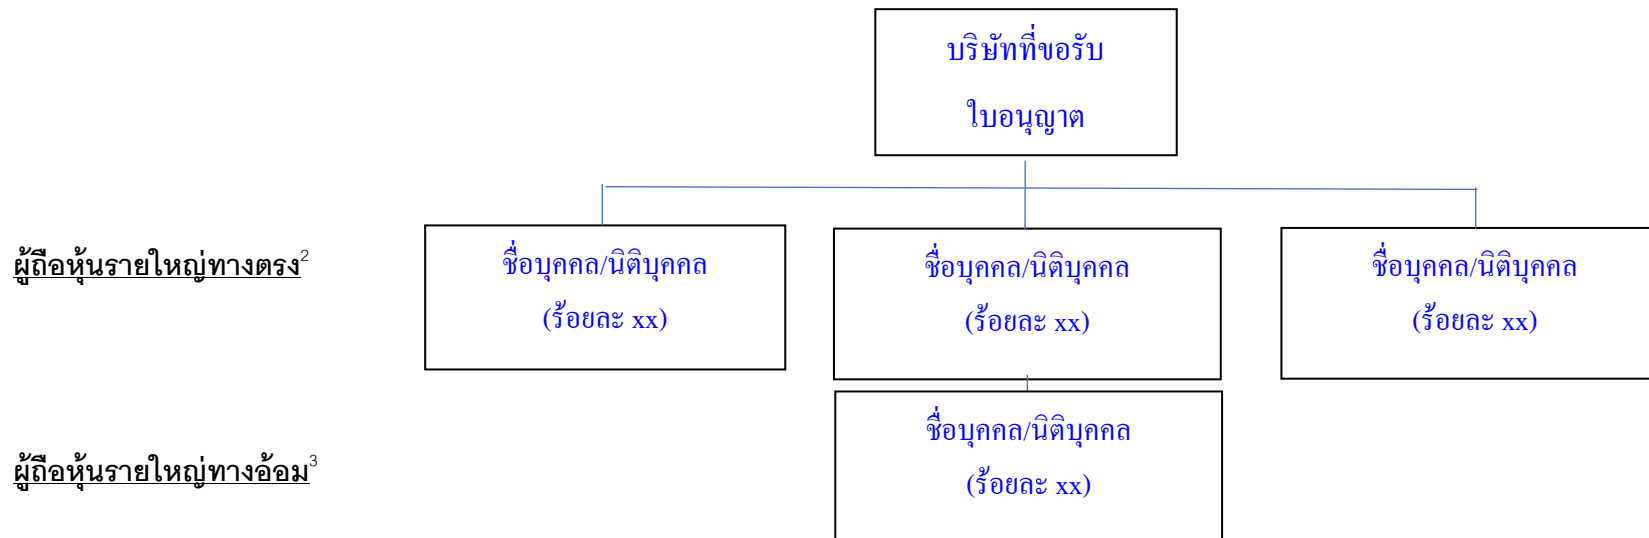 บริษัทที่ขอรับ
ใบอนุญาต
ผู้ถือหุ้นรายใหญ่ทางตรง²
ชื่อบุคคล/นิติบุคคล
(ร้อยละ xx)
ชื่อบุคคล/นิติบุคคล
(ร้อยละ xx)
ชื่อบุคคล/นิติบุคคล
(ร้อยละ xx)
ผู้ถือหุ้นรายใหญ่ทางอ้อม³
ชื่อบุคคล/นิติบุคคล
(ร้อยละ xx)